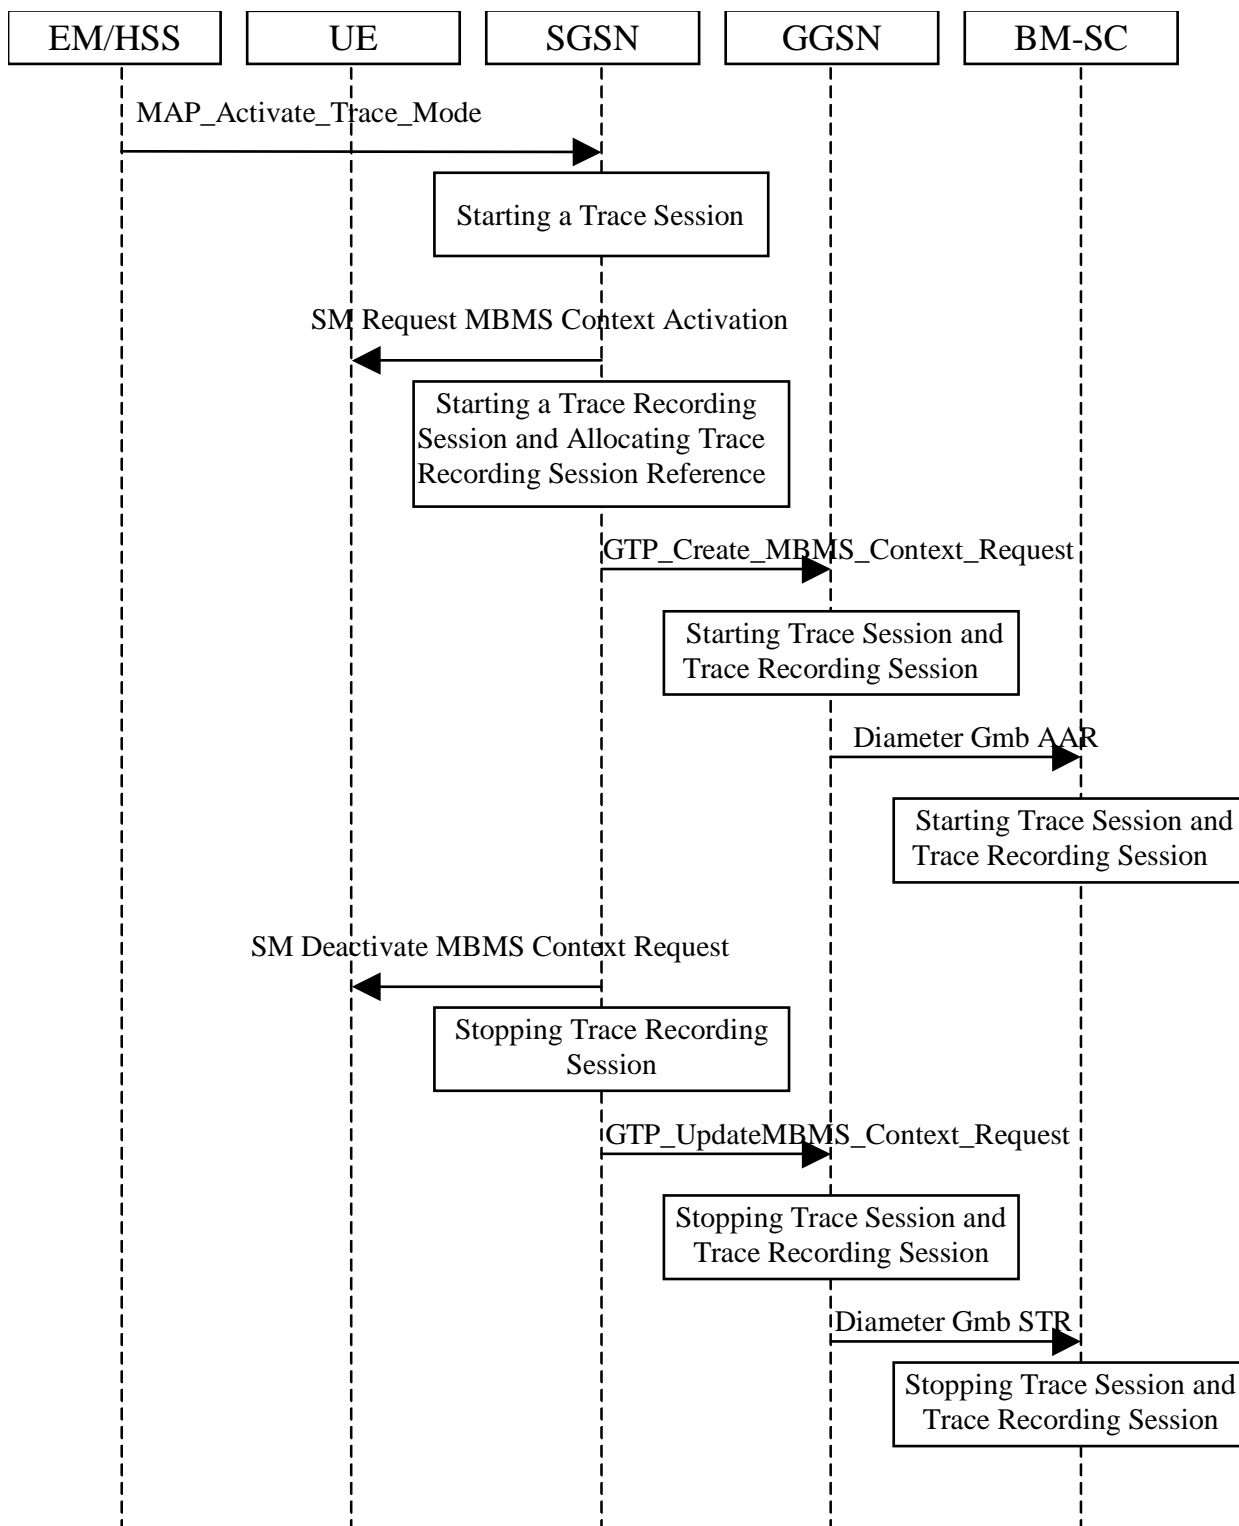 EM/HSS
UE
SGSN
GGSN
BM-SC
MAP_Activate_Trace_Mode
Starting a Trace Session
SM Request MBMS Context Activation
Starting a Trace Recording
Session and Allocating Trace
Recording Session Reference
GTP_Create_MBMS_Context_Request
Starting Trace Session and
Trace Recording Session
Diameter Gmb AAR
Starting Trace Session and
Trace Recording Session
SM Deactivate MBMS Context Request
Stopping Trace Recording
Session
GTP_UpdateMBMS_Context_Request
Stopping Trace Session and
Trace Recording Session
Diameter Gmb STR
Stopping Trace Session and
Trace Recording Session